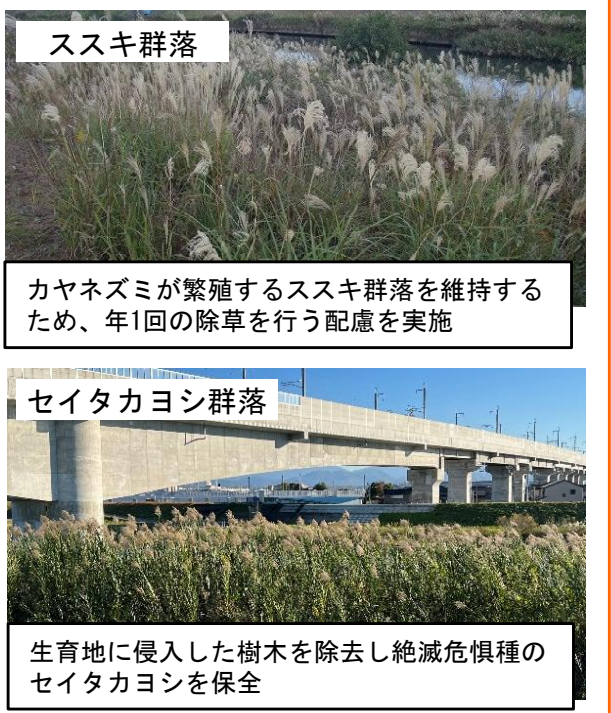 ススキ群落
カヤネズミが繁殖するススキ群落を維持する
ため、年1回の除草を行う配慮を実施
セイタカヨシ群落
生育地に侵入した樹木を除去し絶滅危惧種の
セイタカヨシを保全